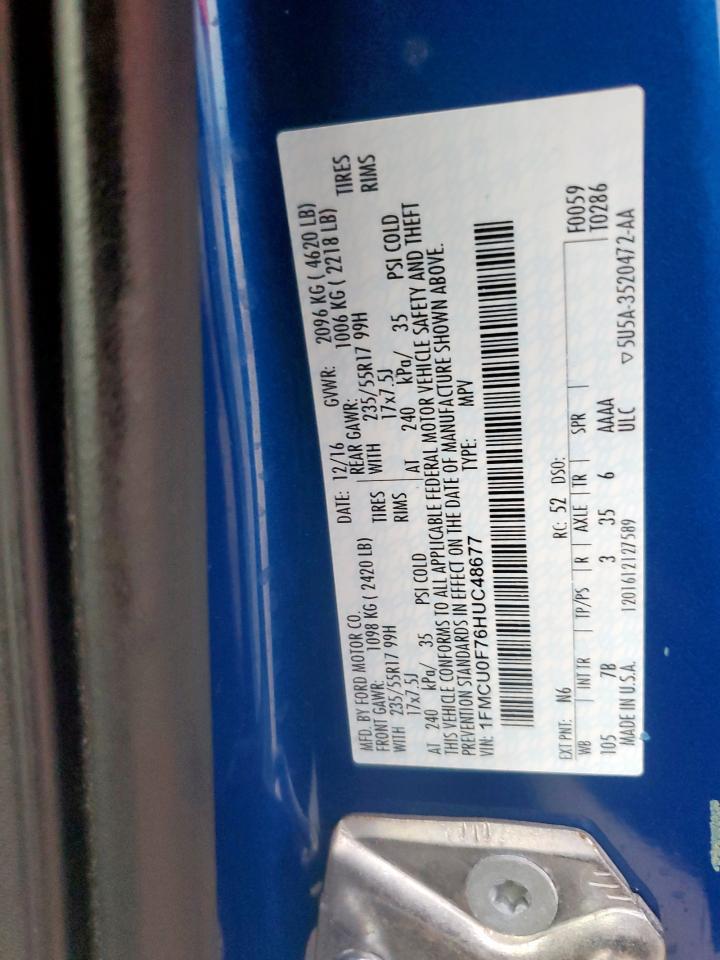 MFD. BY FORD MOTOR CO.
DATE: 12/16 GVWR: 2096 KG ( 4620 LB)
FRONT GAWR: 1098 KG ( 2420 LB)
REAR GAWR: 1006 KG ( 2218 LB)
WITH 235/55R17 99H TIRES
WITH 235/55R17 99H TIRES
17x7.5J RIMS
17x7.5J RIMS
AT 240 kPa/ 35 PSI COLD
AT 240 kPa/ 35 PSI COLD
THIS VEHICLE CONFORMS TO ALL APPLICABLE FEDERAL MOTOR VEHICLE SAFETY AND THEFT
PREVENTION STANDARDS IN EFFECT ON THE DATE OF MANUFACTURE SHOWN ABOVE.
VIN: 1FMCU0F76HUC48677 TYPE: MPV
EXT PNT: N6 RC: 52 DSO: F0059
WB INT TR TP/PS R AXLE TR SPR T0286
105 7B 3 35 6 AAAA
MADE IN U.S.A. 1201612127589 ULC ▽5U5A-3520472-AA